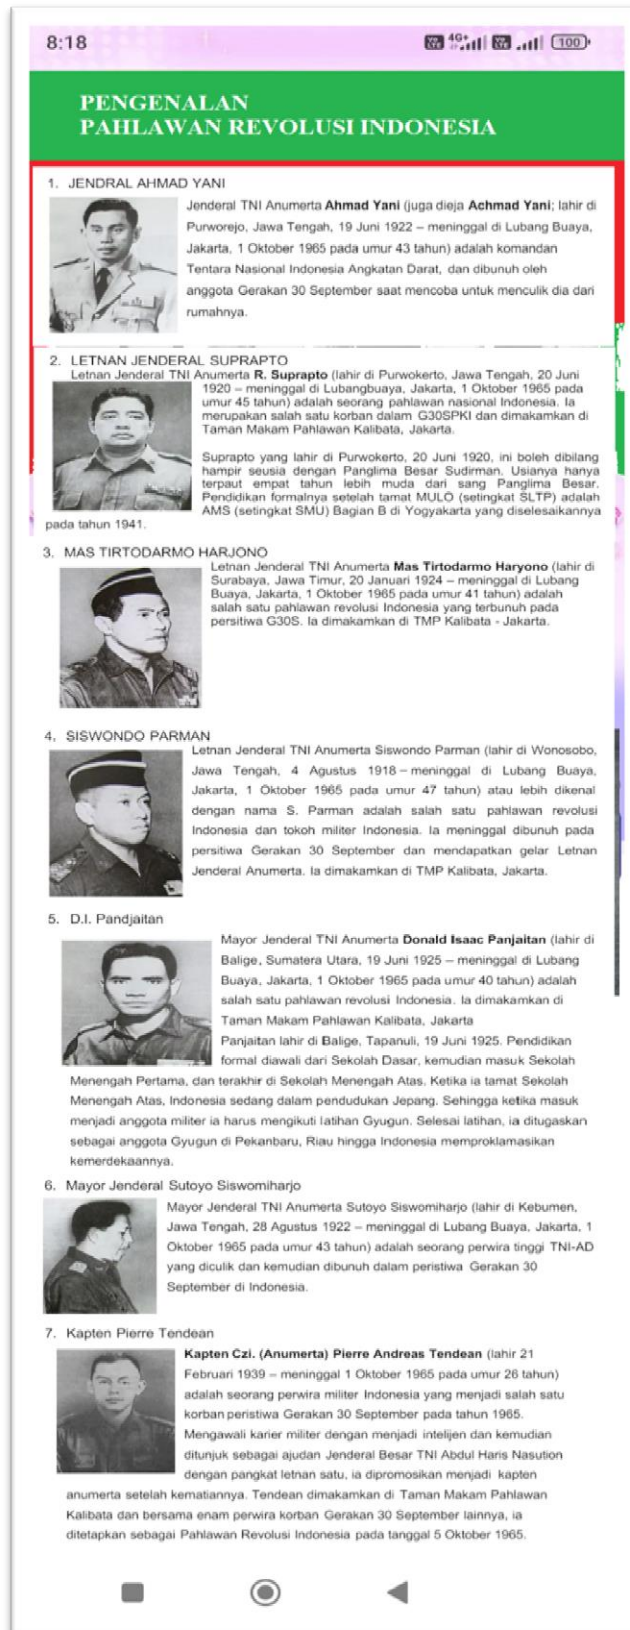 8:18
4G+
100
PENGENALAN
PAHLAWAN REVOLUSI INDONESIA
1. JENDRAL AHMAD YANI
Jenderal TNI Anumerta Ahmad Yani (juga dieja Achmad Yani; lahir di
Purworejo, Jawa Tengah, 19 Juni 1922 – meninggal di Lubang Buaya,
Jakarta, 1 Oktober 1965 pada umur 43 tahun) adalah komandan
Tentara Nasional Indonesia Angkatan Darat, dan dibunuh oleh
anggota Gerakan 30 September saat mencoba untuk menculik dia dari
rumahnya.
2. LETNAN JENDERAL SUPRAPTO
Letnan Jenderal TNI Anumerta R. Suprapto (lahir di Purwokerto, Jawa Tengah, 20 Juni
1920 – meninggal di Lubangbuaya, Jakarta, 1 Oktober 1965 pada
umur 45 tahun) adalah seorang pahlawan nasional Indonesia. Ia
merupakan salah satu korban dalam G30SPKI dan dimakamkan di
Taman Makam Pahlawan Kalibata, Jakarta.
Suprapto yang lahir di Purwokerto, 20 Juni 1920, ini boleh dibilang
hampir seusia dengan Panglima Besar Sudirman. Usianya hanya
terpaut empat tahun lebih muda dari sang Panglima Besar.
Pendidikan formalnya setelah tamat MULO (setingkat SLTP) adalah
AMS (setingkat SMU) Bagian B di Yogyakarta yang diselesaikannya
pada tahun 1941.
3. MAS TIRTODARMO HARJONO
Letnan Jenderal TNI Anumerta Mas Tirtodarmo Haryono (lahir di
Surabaya, Jawa Timur, 20 Januari 1924 – meninggal di Lubang
Buaya, Jakarta, 1 Oktober 1965 pada umur 41 tahun) adalah
salah satu pahlawan revolusi Indonesia yang terbunuh pada
persitiwa G30S. Ia dimakamkan di TMP Kalibata - Jakarta.
4. SISWONDO PARMAN
Letnan Jenderal TNI Anumerta Siswondo Parman (lahir di Wonosobo,
Jawa Tengah, 4 Agustus 1918 – meninggal di Lubang Buaya,
Jakarta, 1 Oktober 1965 pada umur 47 tahun) atau lebih dikenal
dengan nama S. Parman adalah salah satu pahlawan revolusi
Indonesia dan tokoh militer Indonesia. Ia meninggal dibunuh pada
persitiwa Gerakan 30 September dan mendapatkan gelar Letnan
Jenderal Anumerta. Ia dimakamkan di TMP Kalibata, Jakarta.
5. D.I. Pandjaitan
Mayor Jenderal TNI Anumerta Donald Isaac Panjaitan (lahir di
Balige, Sumatera Utara, 19 Juni 1925 – meninggal di Lubang
Buaya, Jakarta, 1 Oktober 1965 pada umur 40 tahun) adalah
salah satu pahlawan revolusi Indonesia. Ia dimakamkan di
Taman Makam Pahlawan Kalibata, Jakarta
Panjaitan lahir di Balige, Tapanuli, 19 Juni 1925. Pendidikan
formal diawali dari Sekolah Dasar, kemudian masuk Sekolah
Menengah Pertama, dan terakhir di Sekolah Menengah Atas. Ketika ia tamat Sekolah
Menengah Atas, Indonesia sedang dalam pendudukan Jepang. Sehingga ketika masuk
menjadi anggota militer ia harus mengikuti latihan Gyugun. Selesai latihan, ia ditugaskan
sebagai anggota Gyugun di Pekanbaru, Riau hingga Indonesia memproklamasikan
kemerdekaannya.
6. Mayor Jenderal Sutoyo Siswomiharjo
Mayor Jenderal TNI Anumerta Sutoyo Siswomiharjo (lahir di Kebumen,
Jawa Tengah, 28 Agustus 1922 – meninggal di Lubang Buaya, Jakarta, 1
Oktober 1965 pada umur 43 tahun) adalah seorang perwira tinggi TNI-AD
yang diculik dan kemudian dibunuh dalam peristiwa Gerakan 30
September di Indonesia.
7. Kapten Pierre Tendean
Kapten Czi. (Anumerta) Pierre Andreas Tendean (lahir 21
Februari 1939 – meninggal 1 Oktober 1965 pada umur 26 tahun)
adalah seorang perwira militer Indonesia yang menjadi salah satu
korban peristiwa Gerakan 30 September pada tahun 1965.
Mengawali karier militer dengan menjadi intelijen dan kemudian
ditunjuk sebagai ajudan Jenderal Besar TNI Abdul Haris Nasution
dengan pangkat letnan satu, ia dipromosikan menjadi kapten
anumerta setelah kematiannya. Tendean dimakamkan di Taman Makam Pahlawan
Kalibata dan bersama enam perwira korban Gerakan 30 September lainnya, ia
ditetapkan sebagai Pahlawan Revolusi Indonesia pada tanggal 5 Oktober 1965.